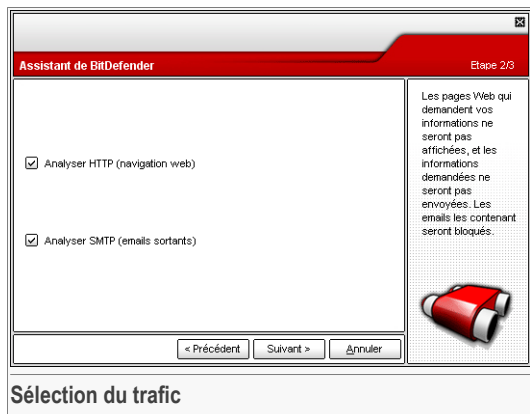 Assistant de BitDefender
Etape 2/3
Analyser HTTP (navigation web)
Analyser SMTP (emails sortants)
Les pages Web qui
demandent vos
informations ne
seront pas
affichées, et les
informations
demandées ne
seront pas
envoyées. Les
emails les contenant
seront bloqués.
< Précédent
Suivant >
Annuler
Sélection du trafic